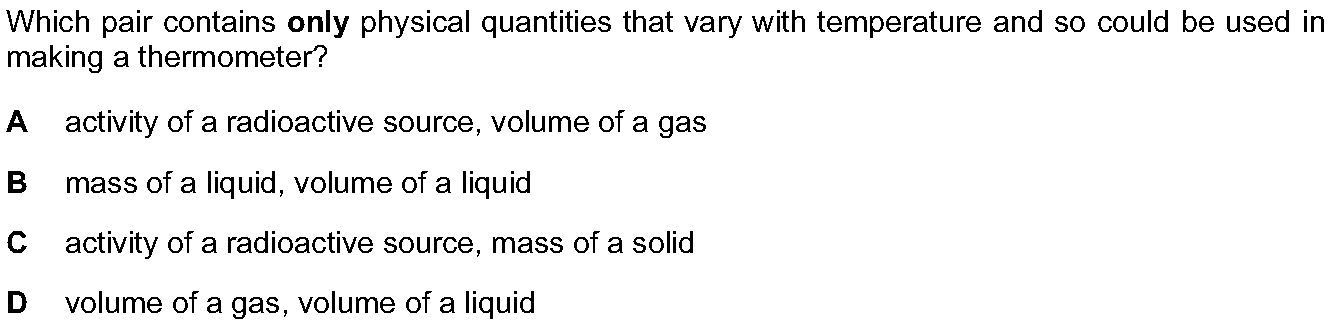 Which pair contains only physical quantities that vary with temperature and so could be used in
making a thermometer?
A activity of a radioactive source, volume of a gas
B mass of a liquid, volume of a liquid
C activity of a radioactive source, mass of a solid
D volume of a gas, volume of a liquid